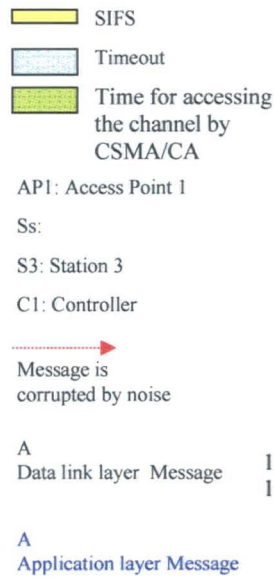 SIFS
Timeout
Time for accessing
the channel by
CSMA/CA
AP1: Access Point 1
Ss:
S3: Station 3
C1: Controller
Message is
corrupted by noise
A
Data link layer Message
1
1
A
Application layer Message